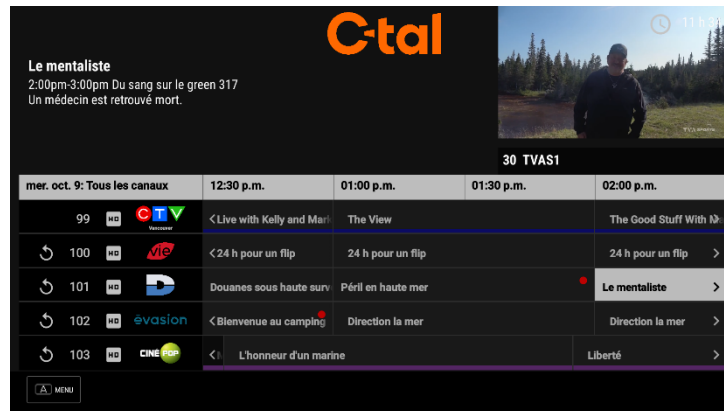 C-tal
11 h 3
Le mentaliste
2:00pm-3:00pm Du sang sur le green 317
Un médecin est retrouvé mort.
30 TVAS1
mer. oct. 9: Tous les canaux 12:30 p.m. 01:00 p.m. 01:30 p.m. 02:00 p.m.
99 HD CTV Vancouver <Live with Kelly and Mark The View The Good Stuff With
100 HD vie <24 h pour un flip 24 h pour un flip 24 h pour un flip >
101 HD D Douanes sous haute surv Péril en haute mer Le mentaliste >
102 HD évasion <Bienvenue au camping Direction la mer Direction la mer >
103 HD CINÉ POP < L'honneur d'un marine Liberté >
A MENU